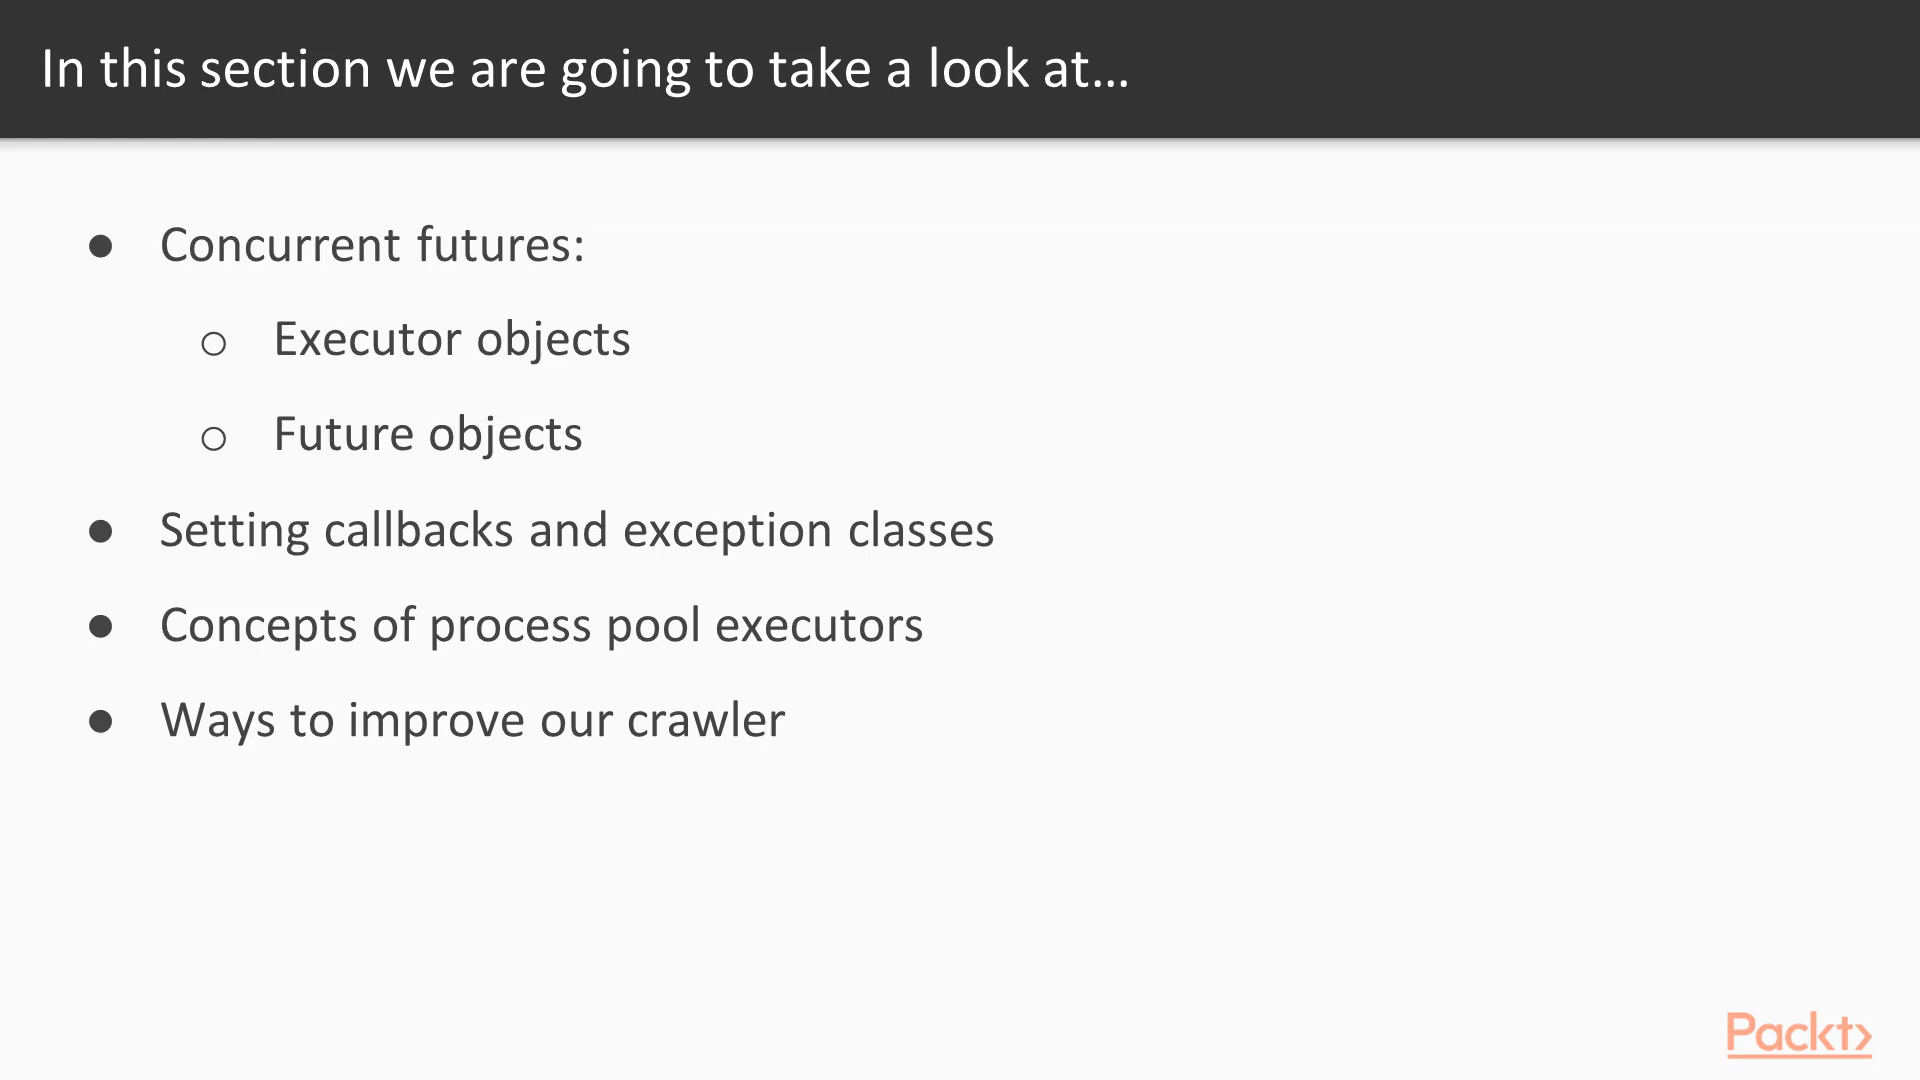 In this section we are going to take a look at...
● Concurrent futures:
○ Executor objects
○ Future objects
● Setting callbacks and exception classes
● Concepts of process pool executors
● Ways to improve our crawler
Packt>